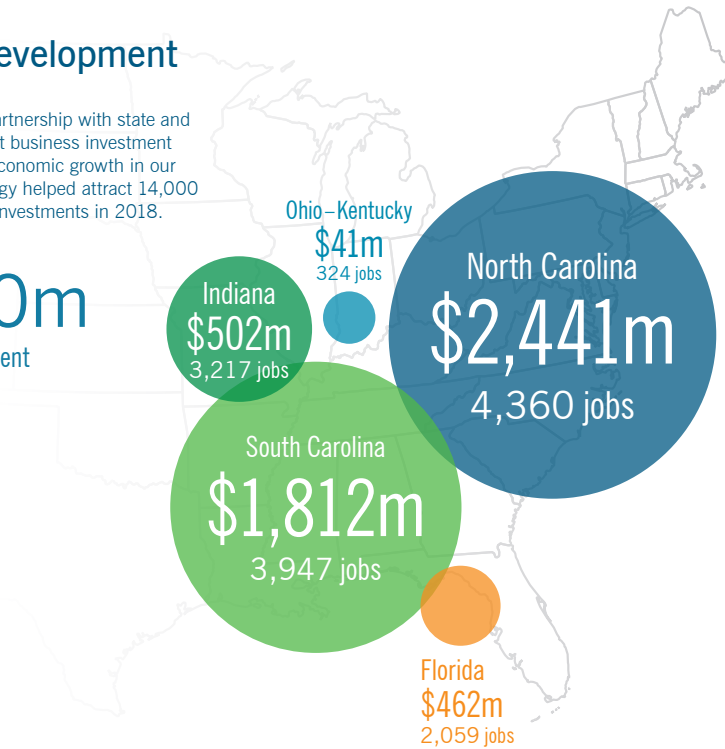 evelopment
artnership with state and
t business investment
conomic growth in our
gy helped attract 14,000
nvestments in 2018.
0m
ent
Ohio–Kentucky
$41m
324 jobs
Indiana
$502m
3,217 jobs
North Carolina
$2,441m
4,360 jobs
South Carolina
$1,812m
3,947 jobs
Florida
$462m
2,059 jobs